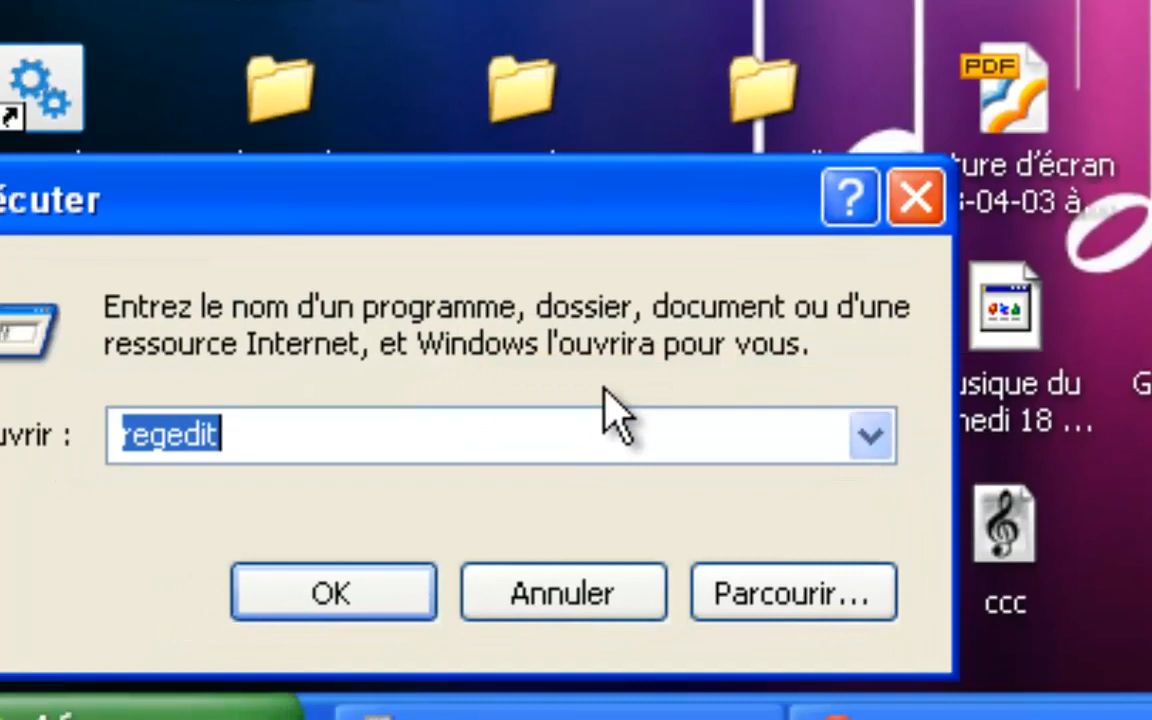 PDF
ture d'écran
-04-03 à...
écuter
Entrez le nom d'un programme, dossier, document ou d'une
ressource Internet, et Windows l'ouvrira pour vous.
usique du
nedi 18 ...
G
uvrir :
regedit
OK
Annuler
Parcourir...
ccc